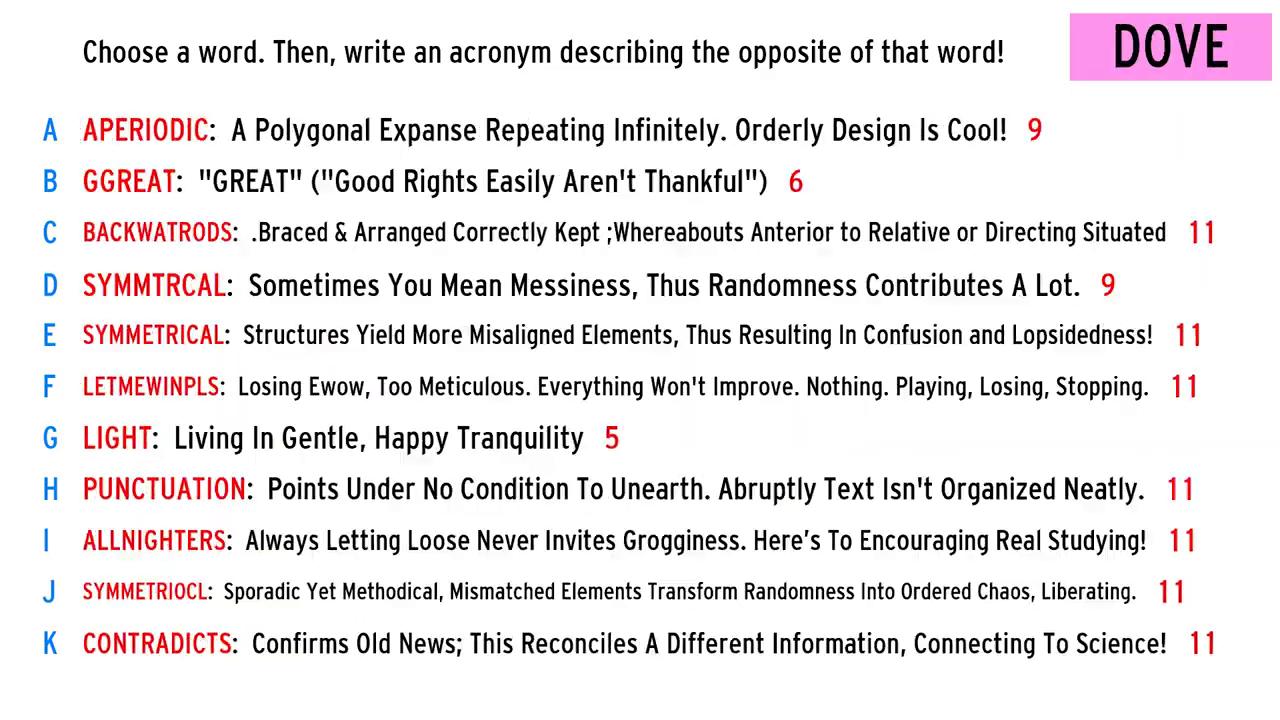 Choose a word. Then, write an acronym describing the opposite of that word!
DOVE
A APERIODIC: A Polygonal Expanse Repeating Infinitely. Orderly Design Is Cool! 9
B GGREAT: "GREAT" ("Good Rights Easily Aren't Thankful") 6
C BACKWATRODS: .Braced & Arranged Correctly Kept ;Whereabouts Anterior to Relative or Directing Situated 11
D SYMMTRCAL: Sometimes You Mean Messiness, Thus Randomness Contributes A Lot. 9
E SYMMETRICAL: Structures Yield More Misaligned Elements, Thus Resulting In Confusion and Lopsidedness! 11
F LETMEWINPLS: Losing Ewow, Too Meticulous. Everything Won't Improve. Nothing. Playing, Losing, Stopping. 11
G LIGHT: Living In Gentle, Happy Tranquility 5
H PUNCTUATION: Points Under No Condition To Unearth. Abruptly Text Isn't Organized Neatly. 11
I ALLNIGHTERS: Always Letting Loose Never Invites Grogginess. Here’s To Encouraging Real Studying! 11
J SYMMETRIOCL: Sporadic Yet Methodical, Mismatched Elements Transform Randomness Into Ordered Chaos, Liberating. 11
K CONTRADICTS: Confirms Old News; This Reconciles A Different Information, Connecting To Science! 11